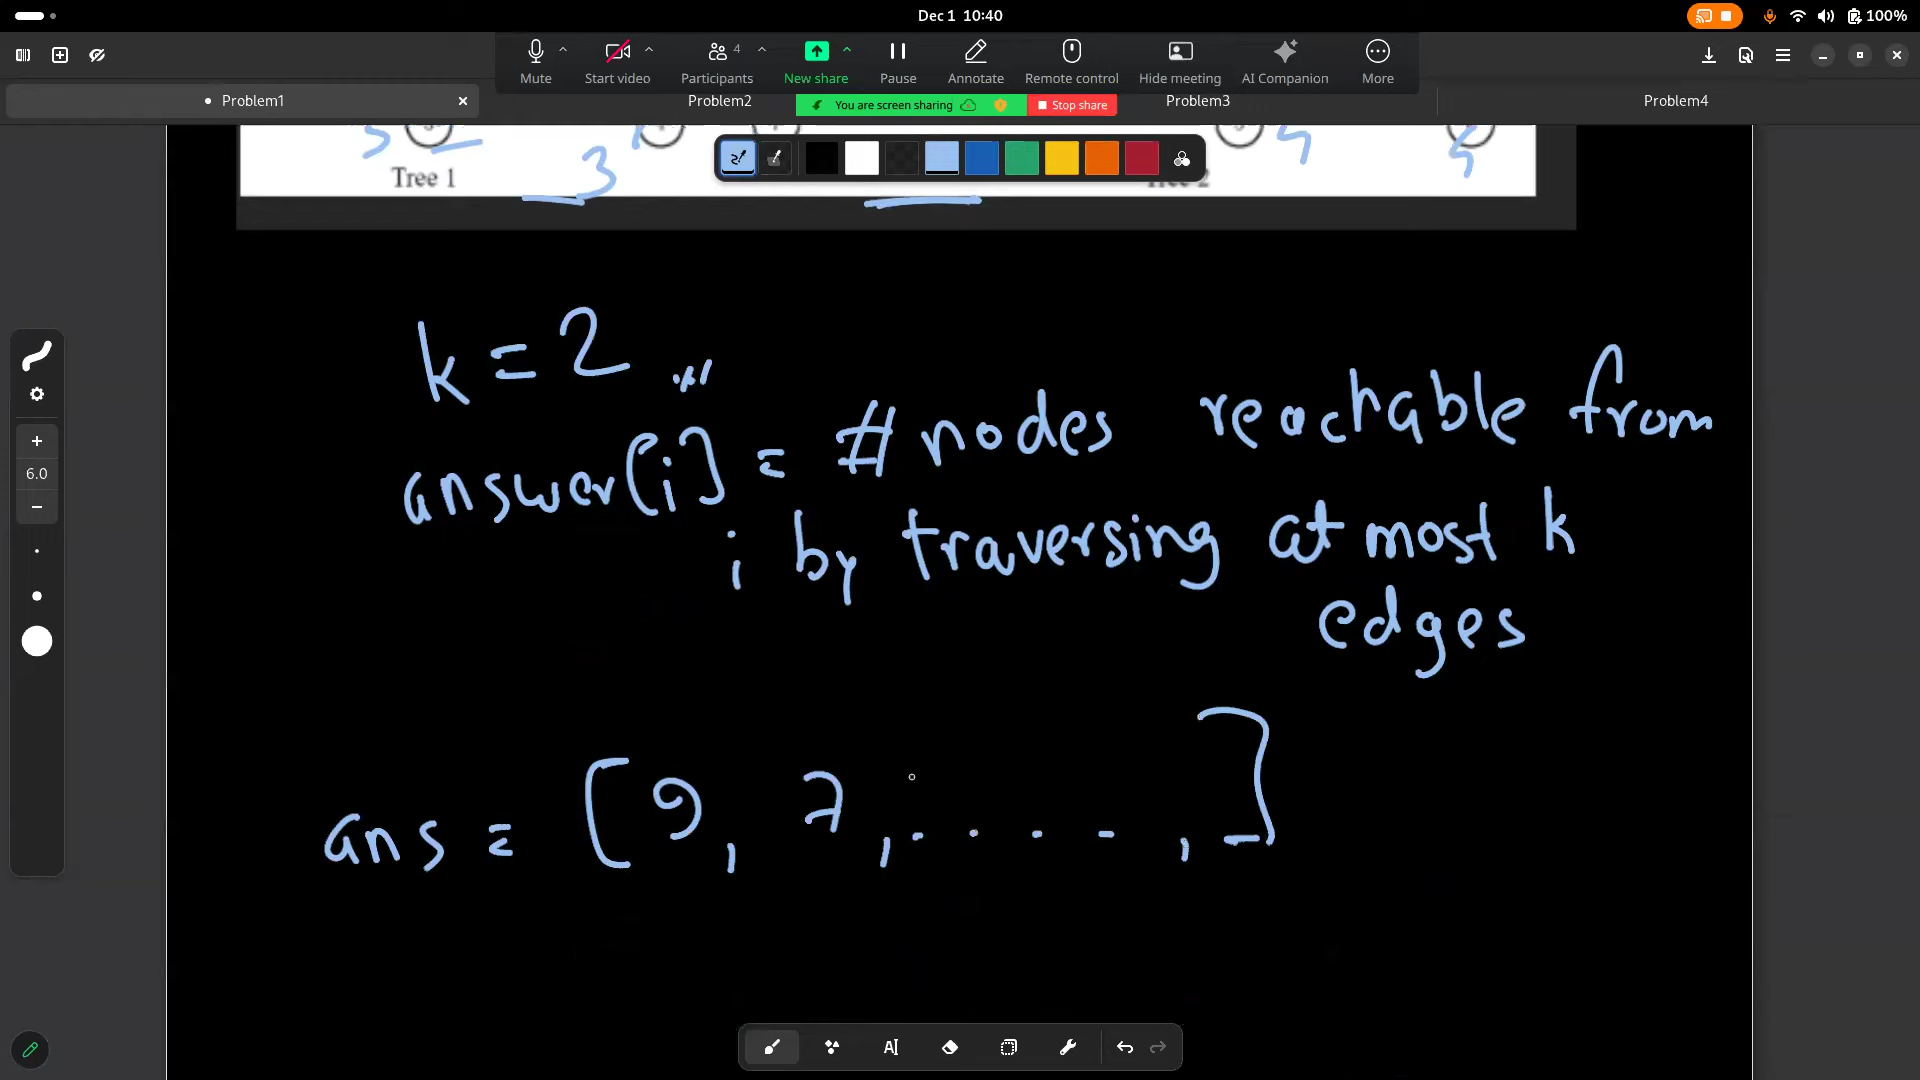 Dec 1 10:40
100%
Mute
Start video
Participants
4
New share
Pause
Annotate
Remote control
Hide meeting
AI Companion
More
Problem1
Problem2
You are screen sharing
Stop share
Problem3
Problem4
Tree 1
3
k = 2
answer[i] = # nodes reachable from
i by traversing at most k
edges
6.0
ans = [9, 7, . . . . , _]